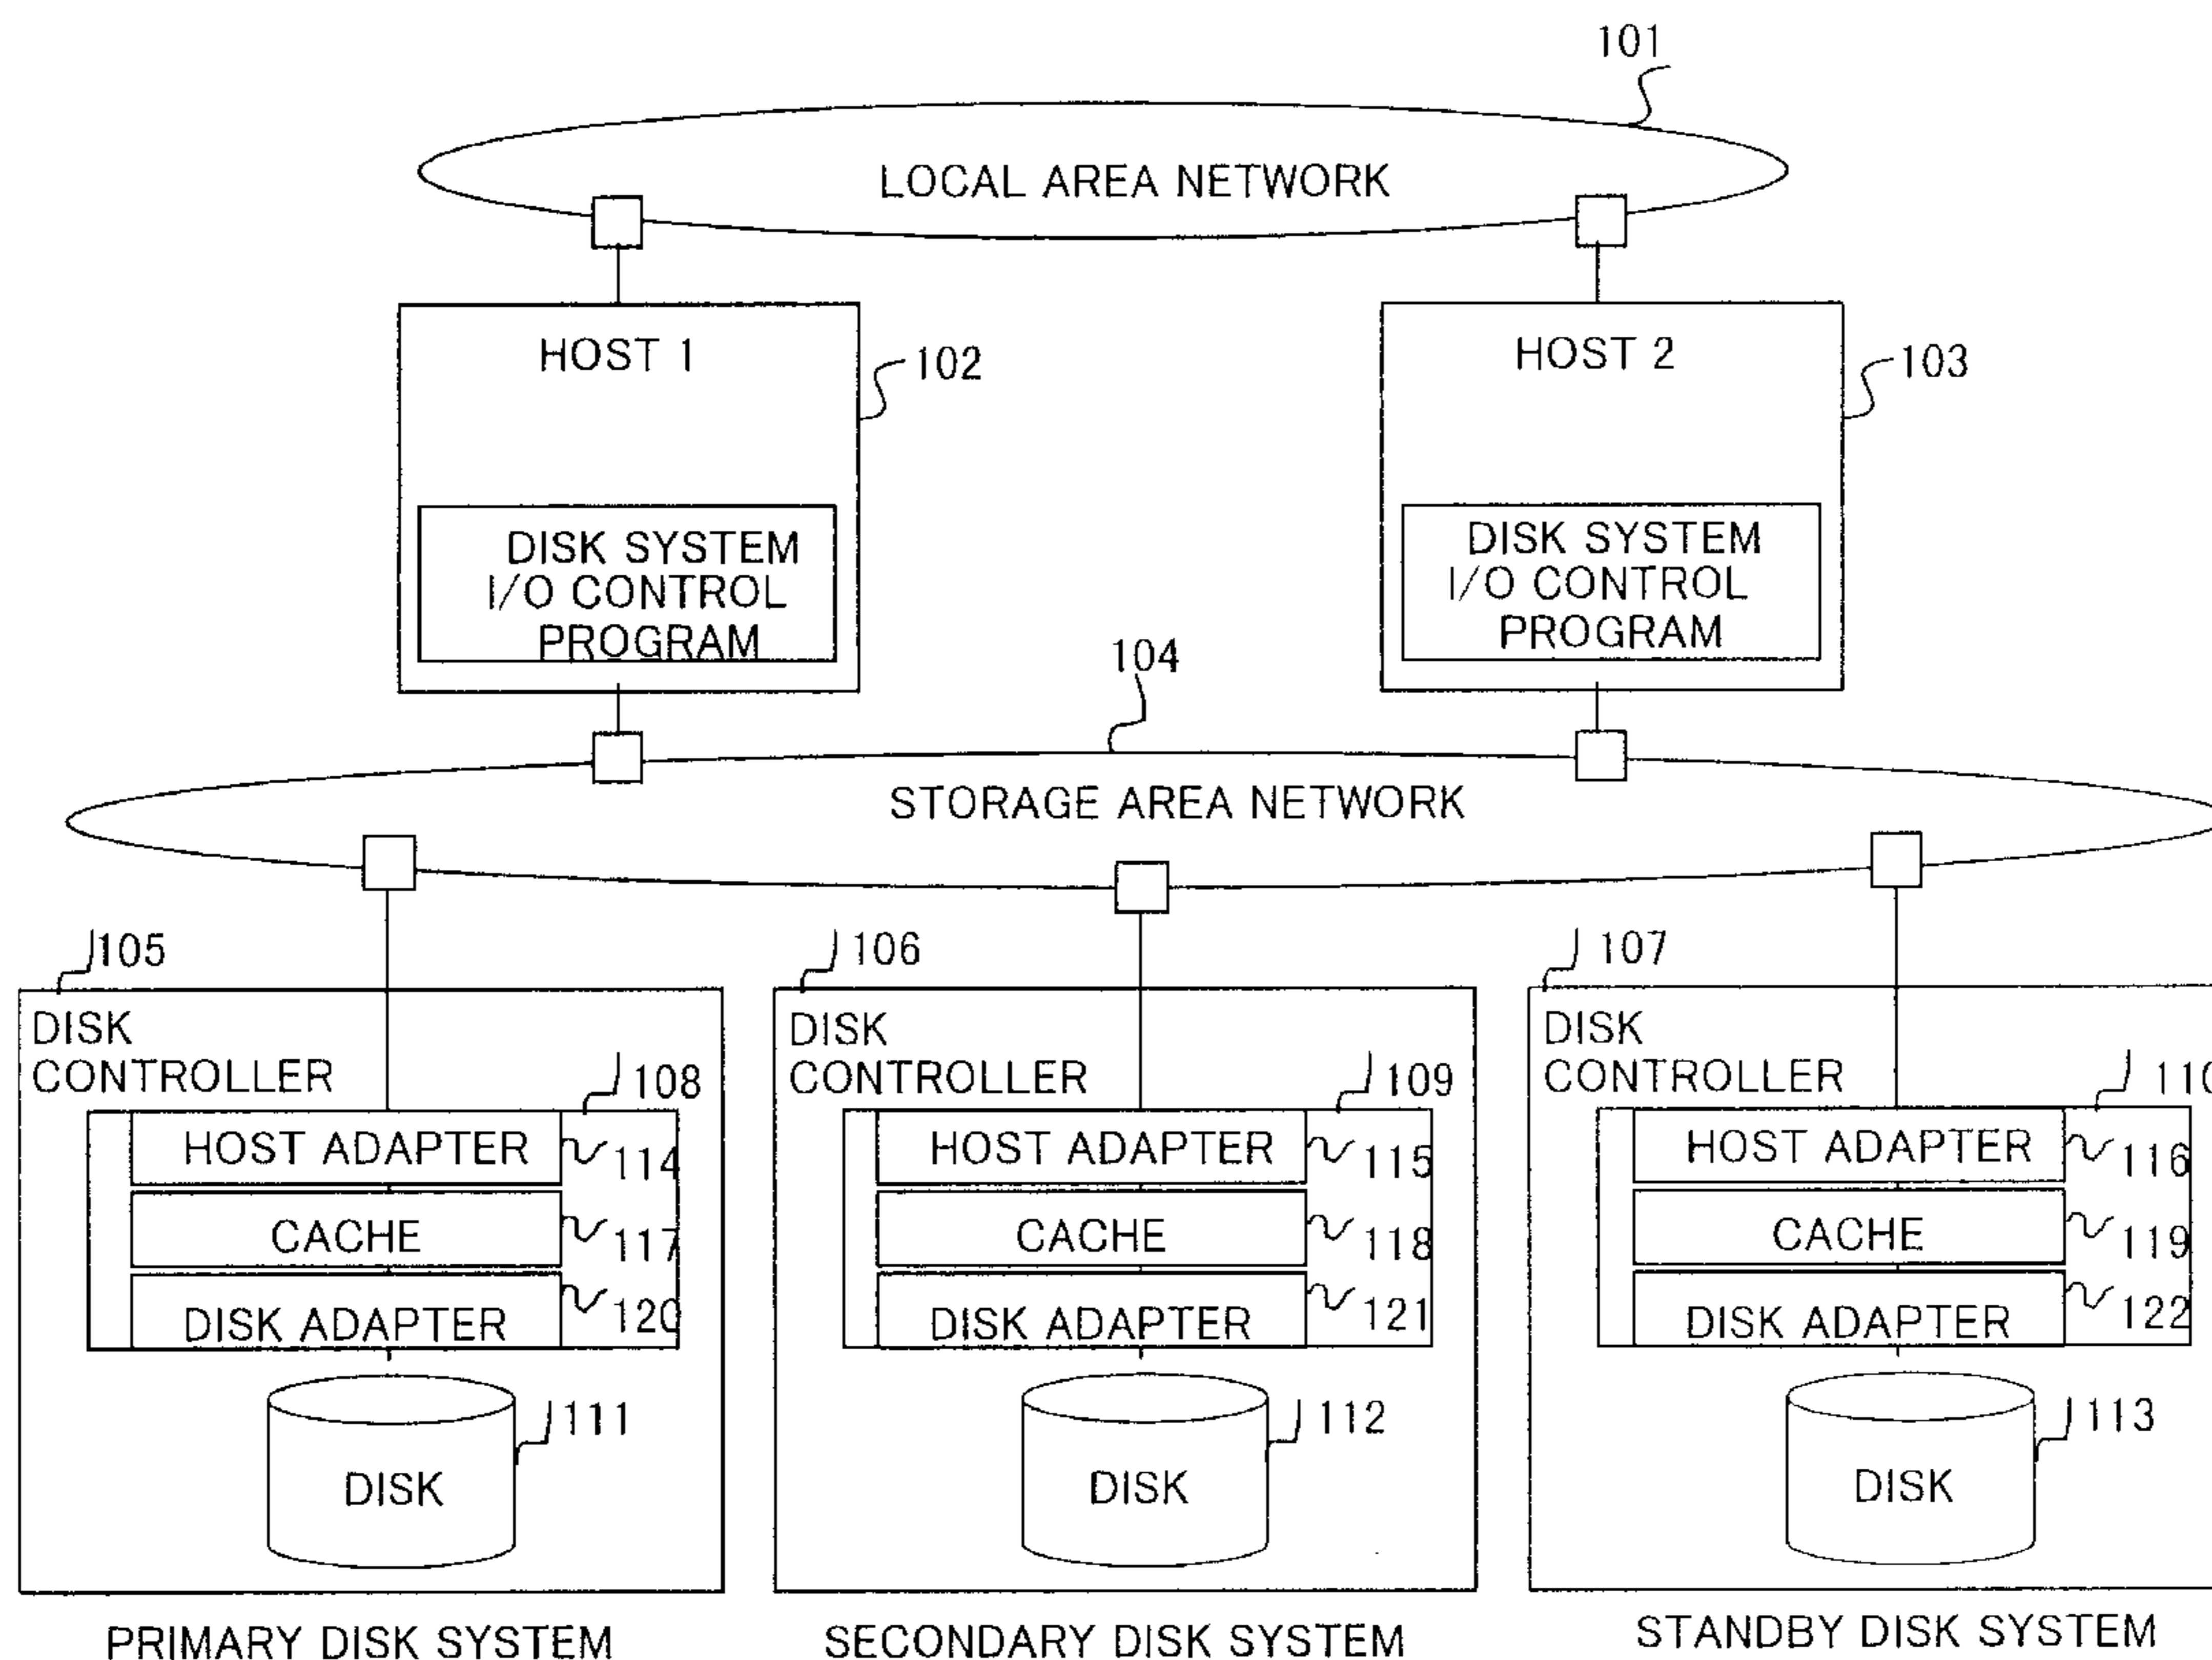 101
LOCAL AREA NETWORK
HOST 1
102
HOST 2
103
DISK SYSTEM
I/O CONTROL
PROGRAM
DISK SYSTEM
I/O CONTROL
PROGRAM
104
STORAGE AREA NETWORK
105
106
107
DISK
CONTROLLER
108
DISK
CONTROLLER
109
DISK
CONTROLLER
110
HOST ADAPTER
114
HOST ADAPTER
115
HOST ADAPTER
116
CACHE
117
CACHE
118
CACHE
119
DISK ADAPTER
120
DISK ADAPTER
121
DISK ADAPTER
122
111
DISK
112
DISK
113
DISK
PRIMARY DISK SYSTEM
SECONDARY DISK SYSTEM
STANDBY DISK SYSTEM